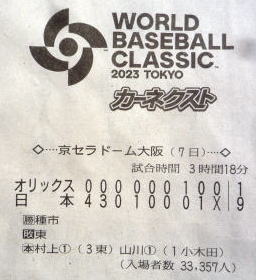 WORLD
BASEBALL
CLASSIC™
2023 TOKYO
カーネクスト
◇‥‥京セラドーム大阪(7日)‥‥◇
試合時間 3時間18分
オリックス 000 000 100|1
日本 430 100 01X|9
勝種市
敗東
本村上①(3東)山川①(1小木田)
(入場者数 33,357人)